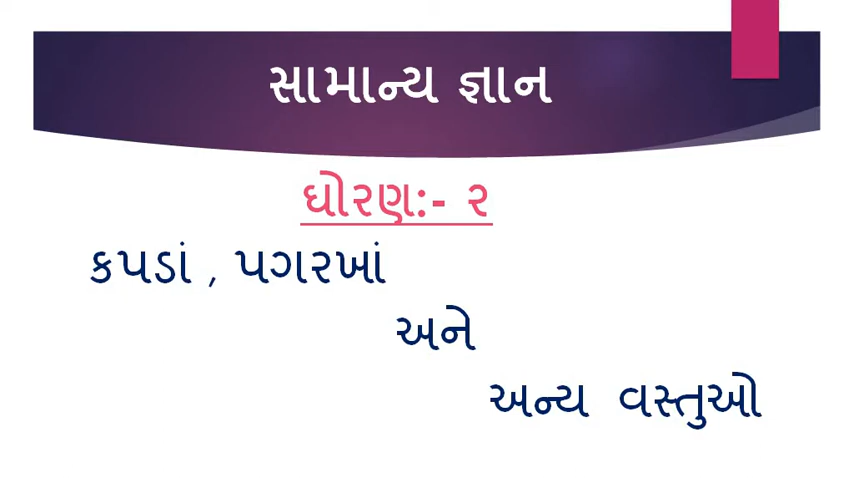 સામાન્ય જ્ઞાન
ધોરણ:- ૨
કપડાં , પગરખાં
અને
અન્ય વસ્તુઓ